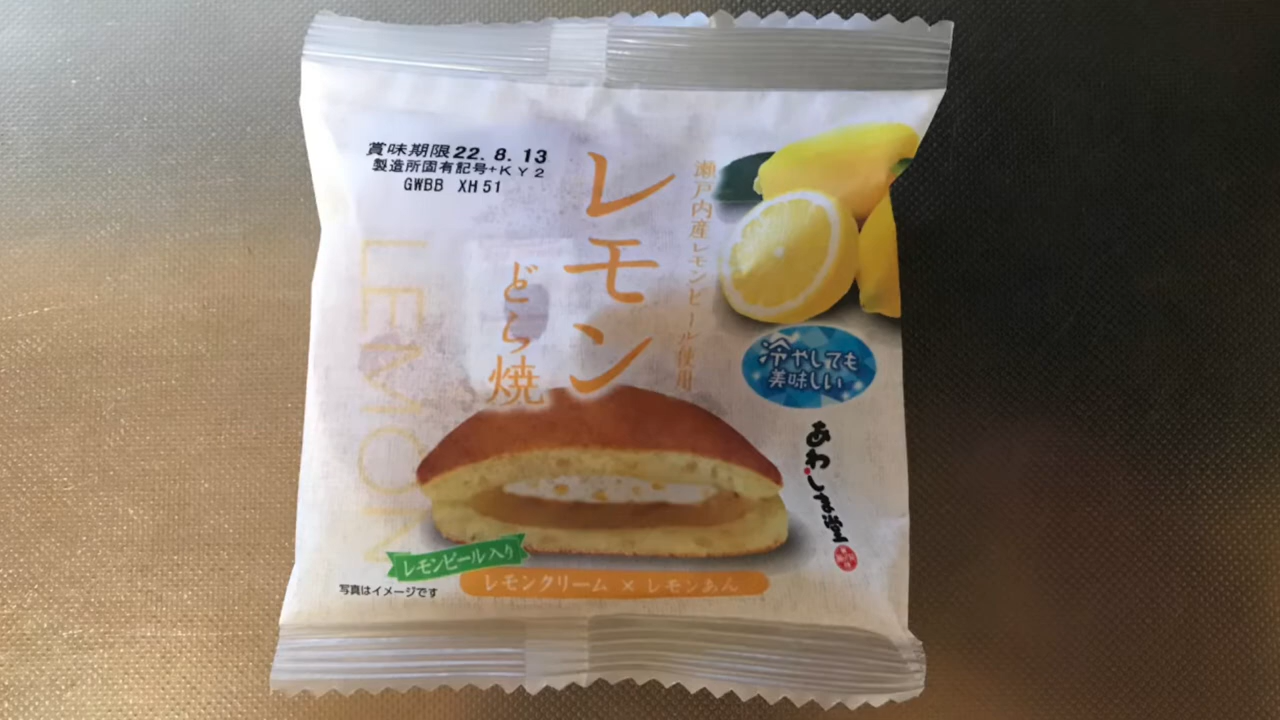 賞味期限22.8.13
製造所固有記号+KY2
GWBB XH51
瀬戸内産レモンピール使用
レモン
どら焼
LEMON
冷やしても
美味しい
あわしま堂
レモンピール入り
レモンクリーム×レモンあん
写真はイメージです